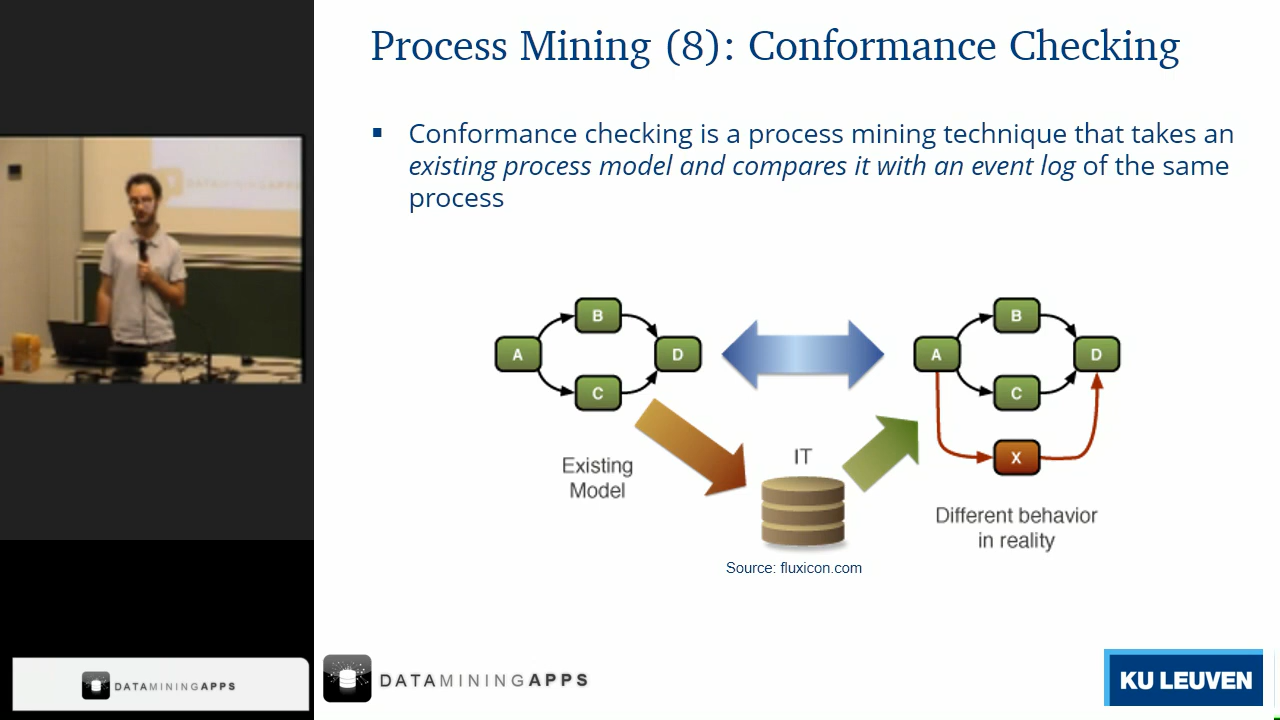 Process Mining (8): Conformance Checking
Conformance checking is a process mining technique that takes an
existing process model and compares it with an event log of the same
process
A
B
C
D
Existing
Model
IT
A
B
C
D
X
Different behavior
in reality
Source: fluxicon.com
DATAMININGAPPS
DATAMININGAPPS
DATAMININGAPPS
KU LEUVEN